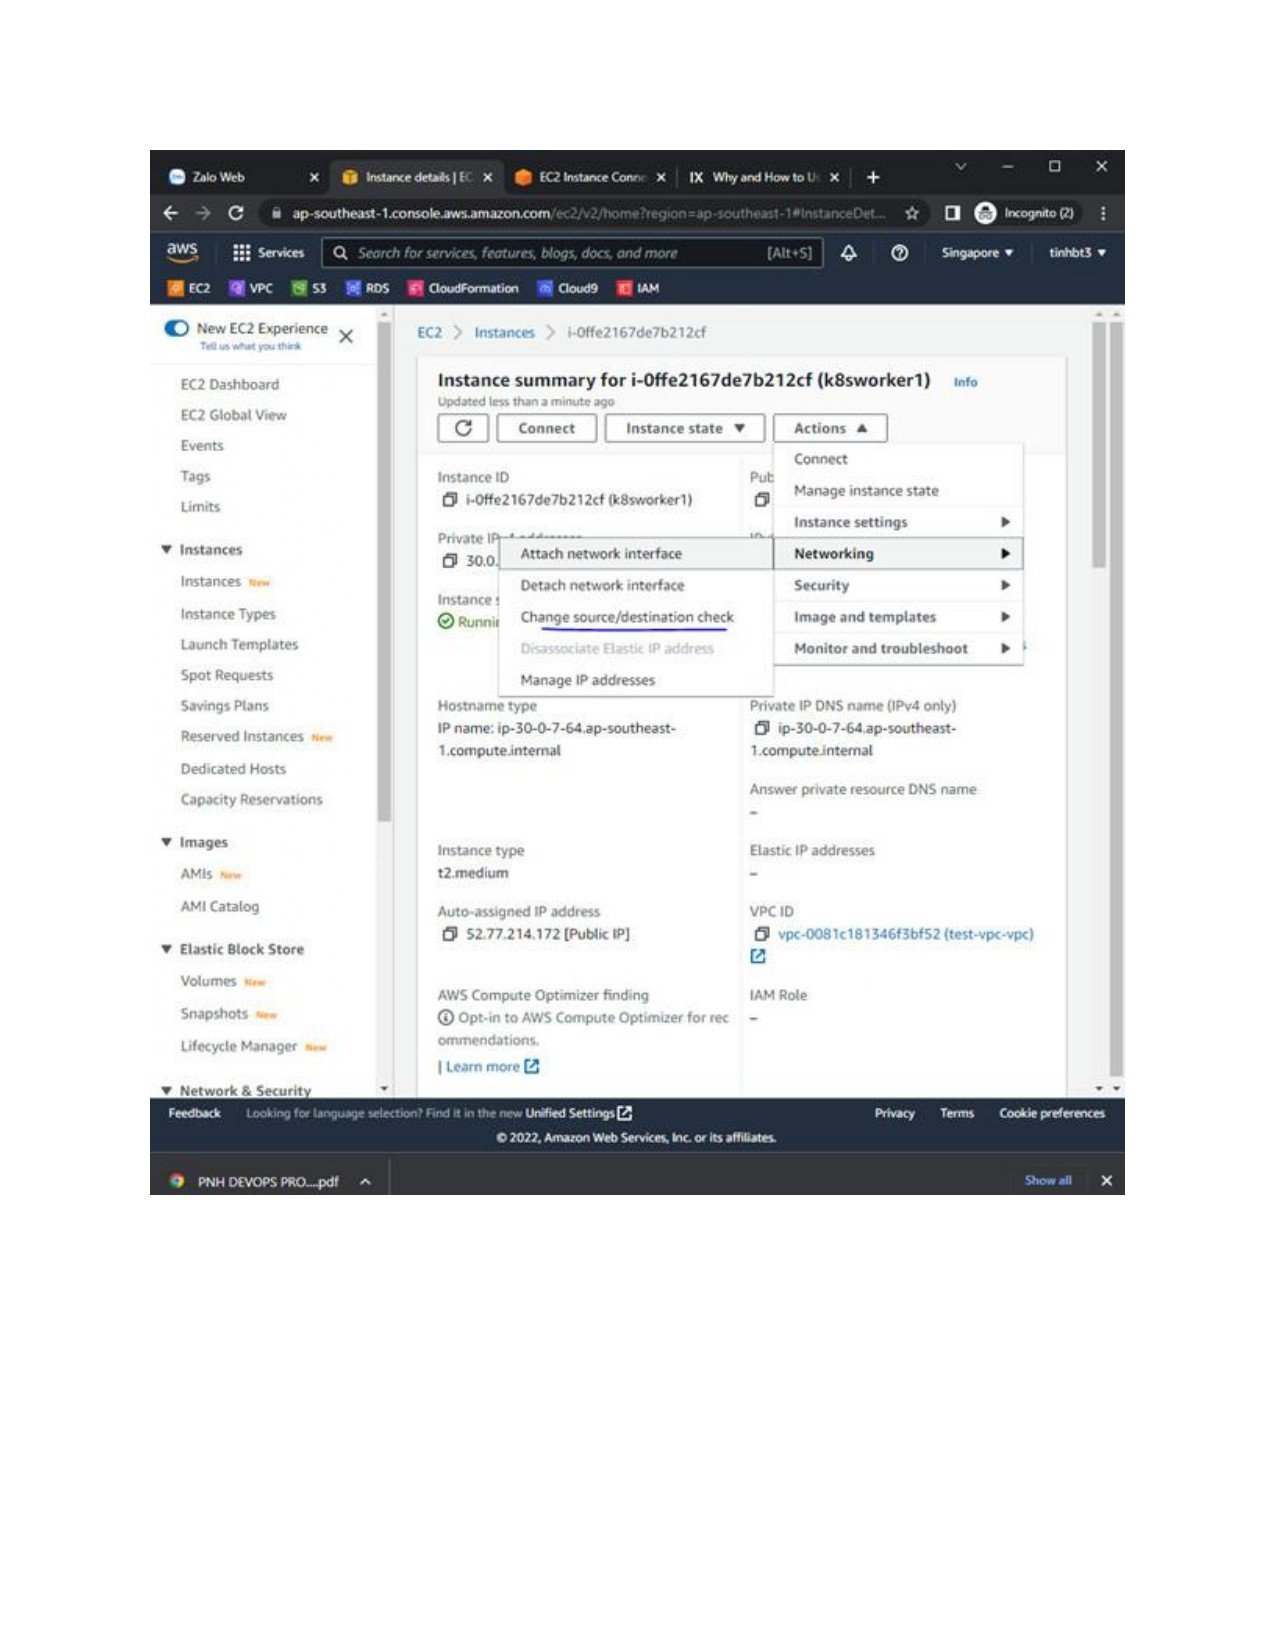 Zalo Web
Instance details | EC
EC2 Instance Conne
IX Why and How to U
ap-southeast-1.console.aws.amazon.com/ec2/v2/home?region=ap-southeast-1#InstanceDet...
Incognito (2)
aws
Services
Search for services, features, blogs, docs, and more
[Alt+S]
Singapore
tinhbt3
EC2
VPC
S3
RDS
CloudFormation
Cloud9
IAM
New EC2 Experience
Tell us what you think
EC2 Dashboard
EC2 Global View
Events
Tags
Limits
Instances
Instances New
Instance Types
Launch Templates
Spot Requests
Savings Plans
Reserved Instances New
Dedicated Hosts
Capacity Reservations
Images
AMIs New
AMI Catalog
Elastic Block Store
Volumes New
Snapshots New
Lifecycle Manager New
Network & Security
EC2 > Instances > i-0ffe2167de7b212cf
Instance summary for i-0ffe2167de7b212cf (k8sworker1) Info
Updated less than a minute ago
Connect
Instance state
Actions
Connect
Manage instance state
Instance settings
Networking
Security
Image and templates
Monitor and troubleshoot
Attach network interface
Detach network interface
Change source/destination check
Disassociate Elastic IP address
Manage IP addresses
Instance ID
i-0ffe2167de7b212cf (k8sworker1)
Pub
Private IP
30.0.
Instance s
Runni
Hostname type
IP name: ip-30-0-7-64.ap-southeast-
1.compute.internal
Private IP DNS name (IPv4 only)
ip-30-0-7-64.ap-southeast-
1.compute.internal
Answer private resource DNS name
–
Instance type
t2.medium
Elastic IP addresses
–
Auto-assigned IP address
52.77.214.172 [Public IP]
VPC ID
vpc-0081c181346f3bf52 (test-vpc-vpc)
AWS Compute Optimizer finding
Opt-in to AWS Compute Optimizer for rec
ommendations.
| Learn more
IAM Role
–
Feedback
Looking for language selection? Find it in the new Unified Settings
Privacy
Terms
Cookie preferences
© 2022, Amazon Web Services, Inc. or its affiliates.
PNH DEVOPS PRO....pdf
Show all